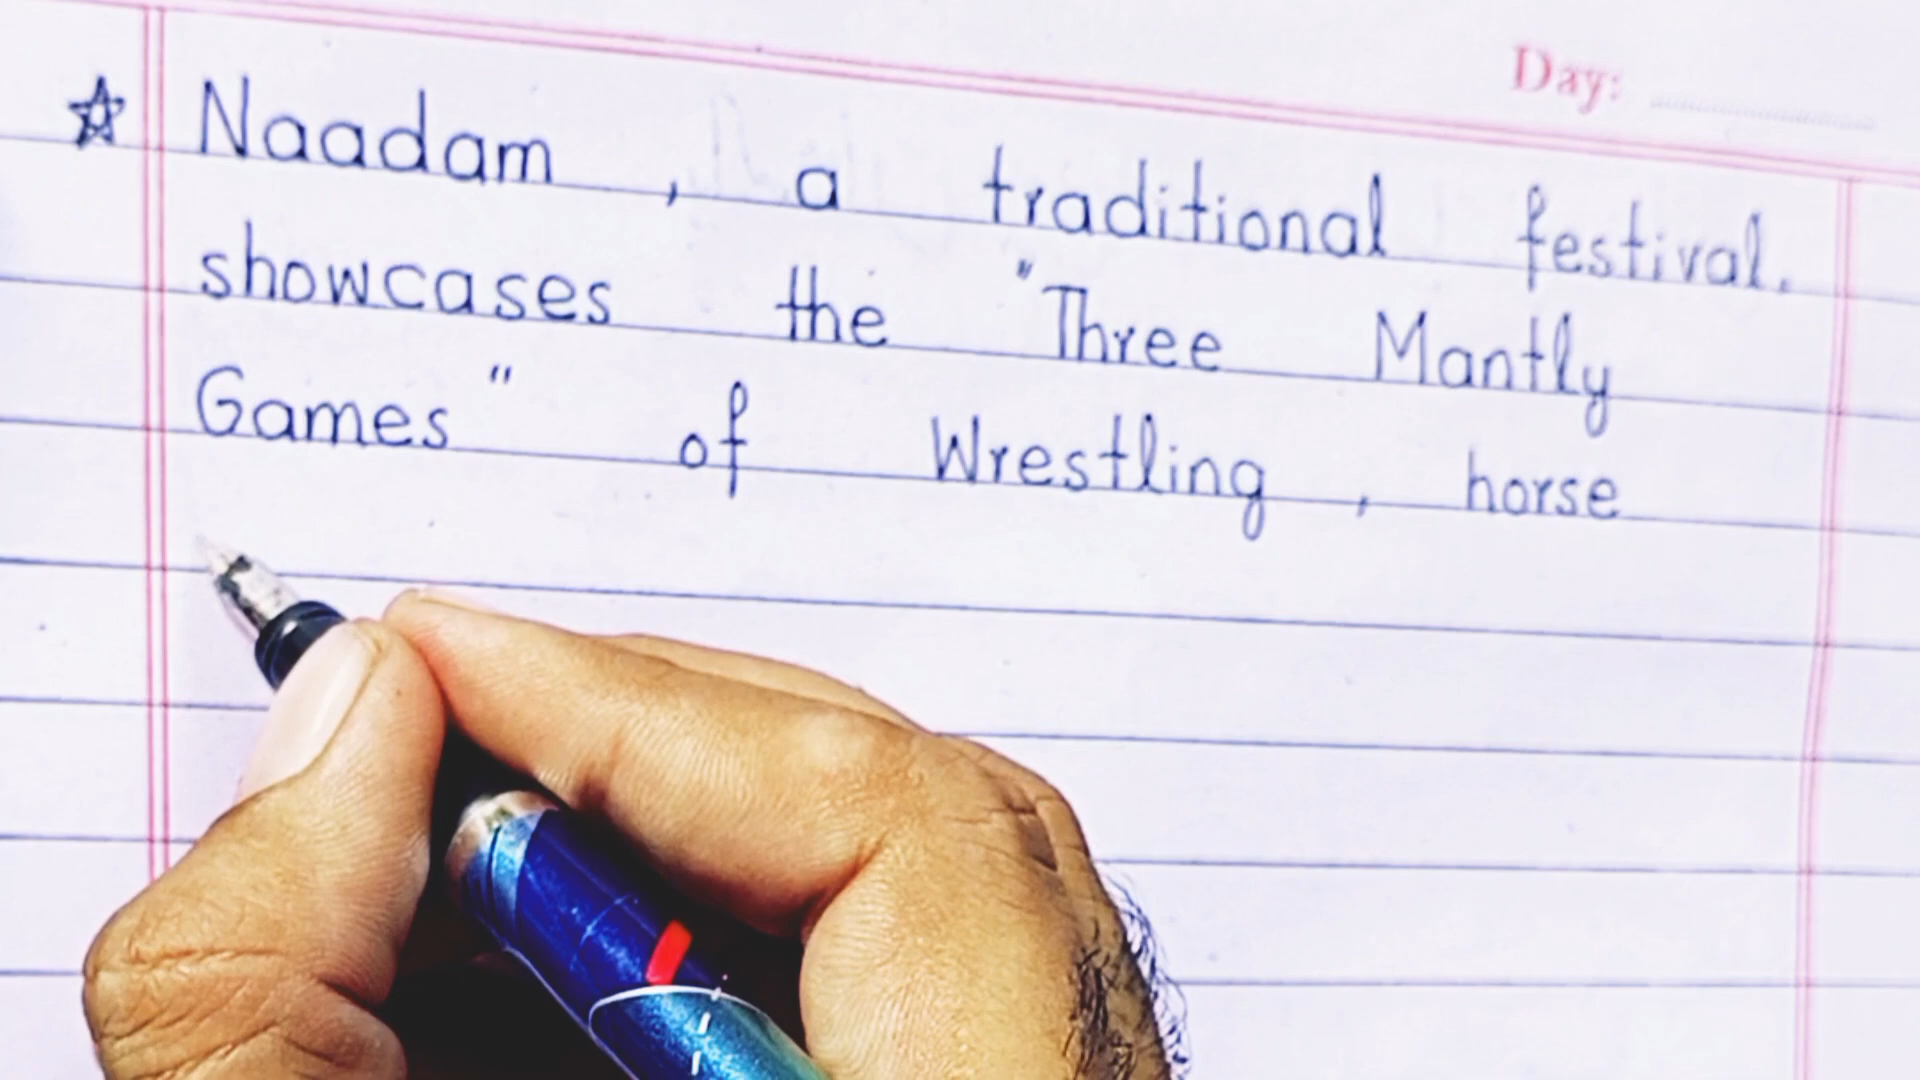 Day:
☆ Naadam , a traditional festival.
showcases the "Three Mantly
Games" of Wrestling , horse